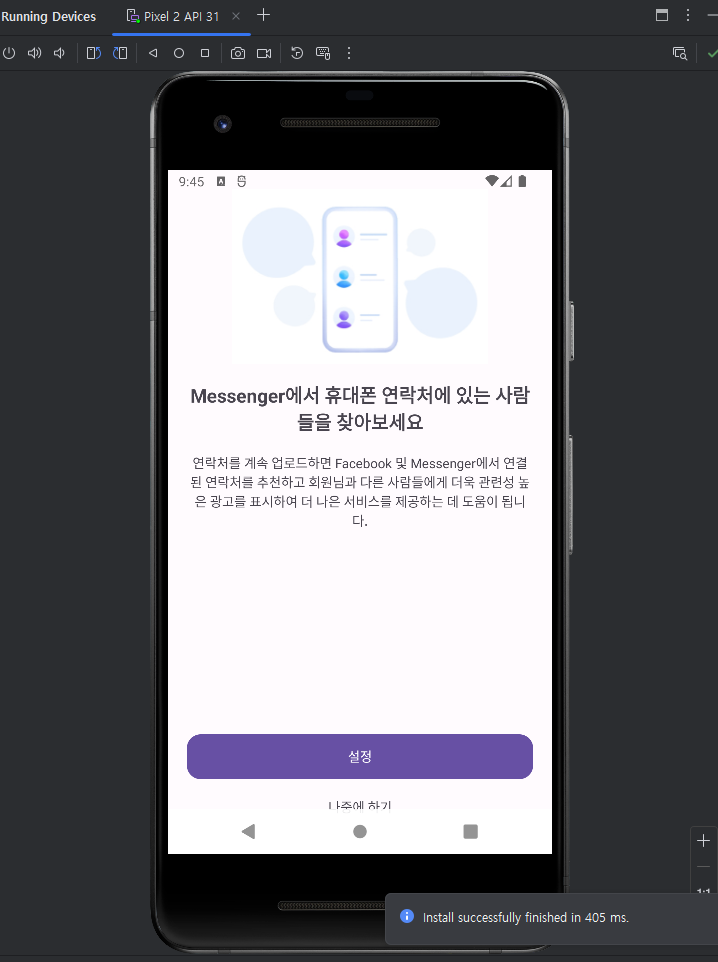 Running Devices
Pixel 2 API 31
9:45
Messenger에서 휴대폰 연락처에 있는 사람
들을 찾아보세요
연락처를 계속 업로드하면 Facebook 및 Messenger에서 연결
된 연락처를 추천하고 회원님과 다른 사람들에게 더욱 관련성 높
은 광고를 표시하여 더 나은 서비스를 제공하는 데 도움이 됩니
다.
설정
나중에 하기
1:1
Install successfully finished in 405 ms.